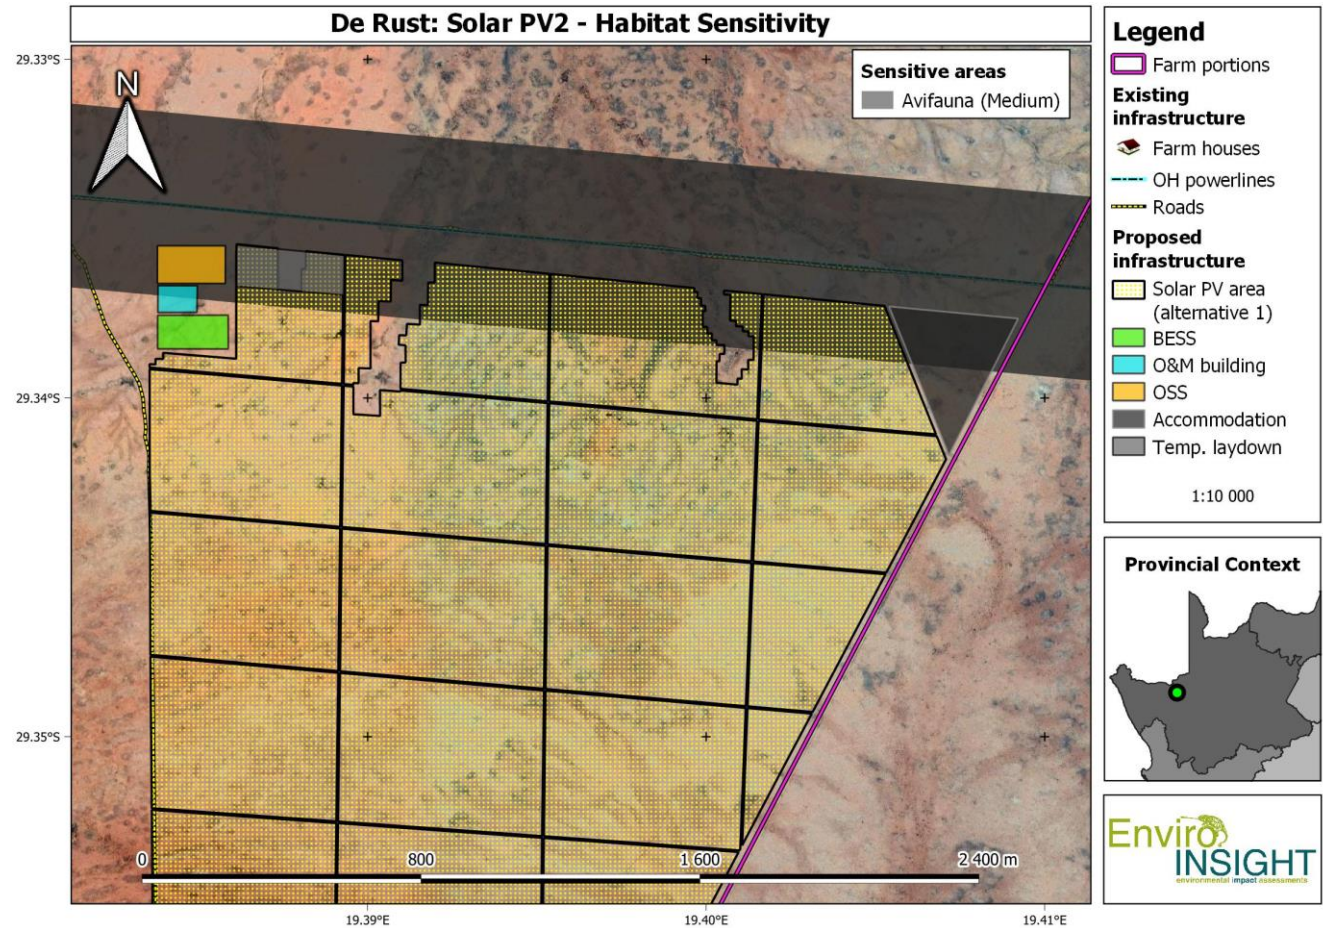 De Rust: Solar PV2 - Habitat Sensitivity
29.33°S
N
Sensitive areas
Avifauna (Medium)
29.34°S
29.35°S
0
800
1 600
2 400 m
19.39°E
19.40°E
19.41°E
Legend
Farm portions
Existing
infrastructure
Farm houses
OH powerlines
Roads
Proposed
infrastructure
Solar PV area
(alternative 1)
BESS
O&M building
OSS
Accommodation
Temp. laydown
1:10 000
Provincial Context
Enviro
INSIGHT
environmental impact assessments